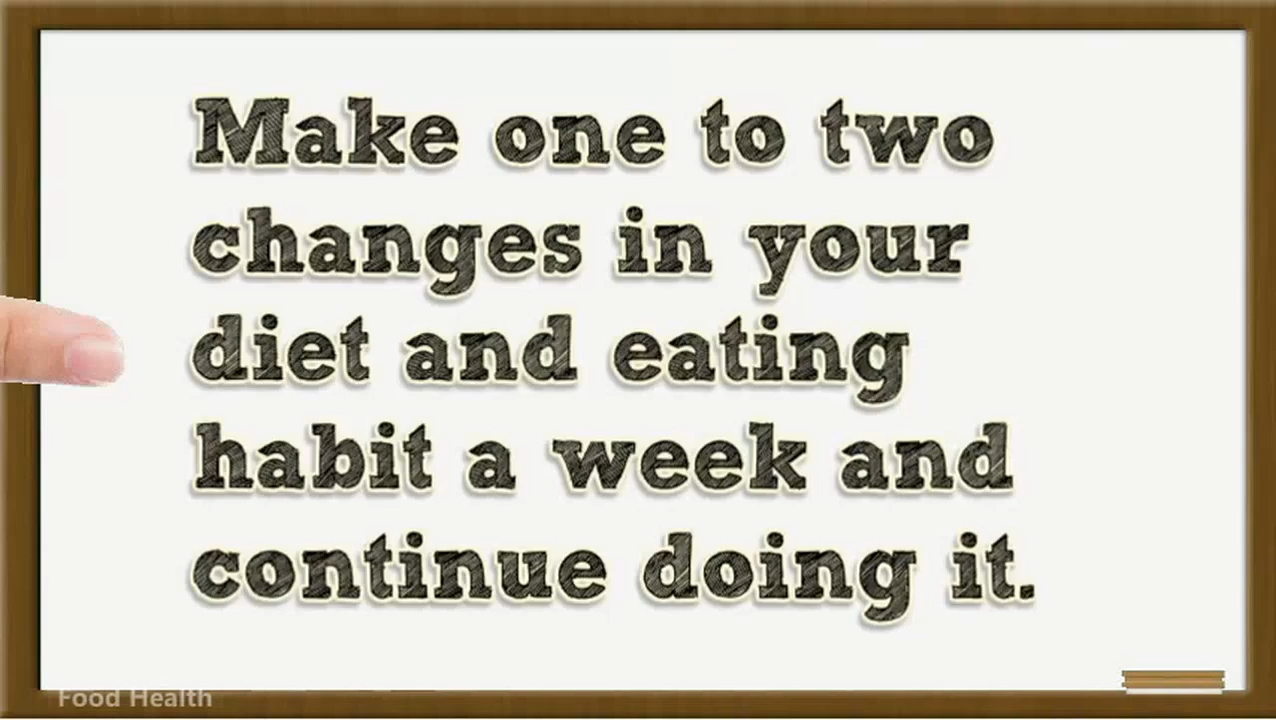 Make one to two
changes in your
diet and eating
habit a week and
continue doing it.
Food Health